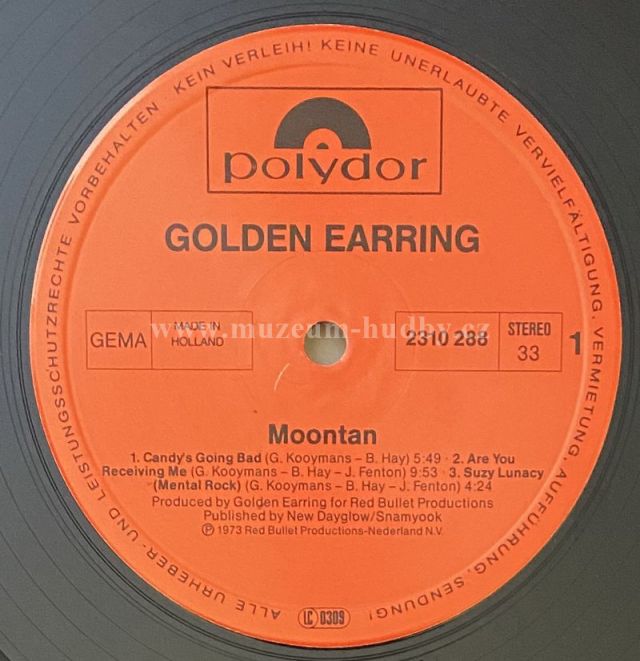 ALLE URHEBER- UND LEISTUNGSSCHUTZRECHTE VORBEHALTEN · KEIN VERLEIH! KEINE UNERLAUBTE VERVIELFÄLTIGUNG, VERMIETUNG, AUFFÜHRUNG, SENDUNG!
polydor
GOLDEN EARRING
www.muzeum-hudby.cz
GEMA
MADE IN
HOLLAND
2310 288
STEREO
33
1
Moontan
1. Candy's Going Bad (G. Kooymans – B. Hay) 5:49 · 2. Are You
Receiving Me (G. Kooymans – B. Hay – J. Fenton) 9:53 · 3. Suzy Lunacy
(Mental Rock) (G. Kooymans – B. Hay – J. Fenton) 4:24
Produced by Golden Earring for Red Bullet Productions
Published by New Dayglow/Snamyook
Ⓟ 1973 Red Bullet Productions-Nederland N.V.
LC 0309